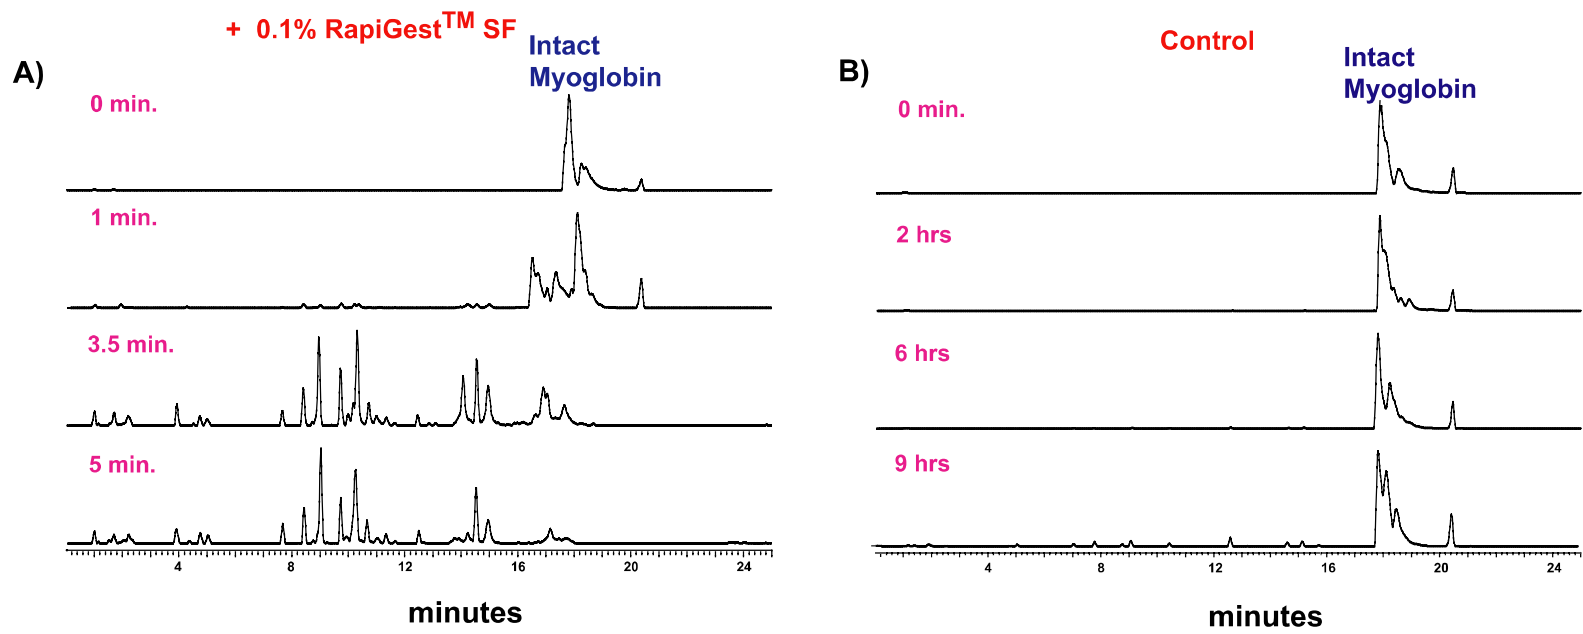 + 0.1% RapiGest™ SF
A)
Intact
Myoglobin
0 min.
1 min.
3.5 min.
5 min.
4 8 12 16 20 24
minutes
Control
B)
Intact
Myoglobin
0 min.
2 hrs
6 hrs
9 hrs
4 8 12 16 20 24
minutes